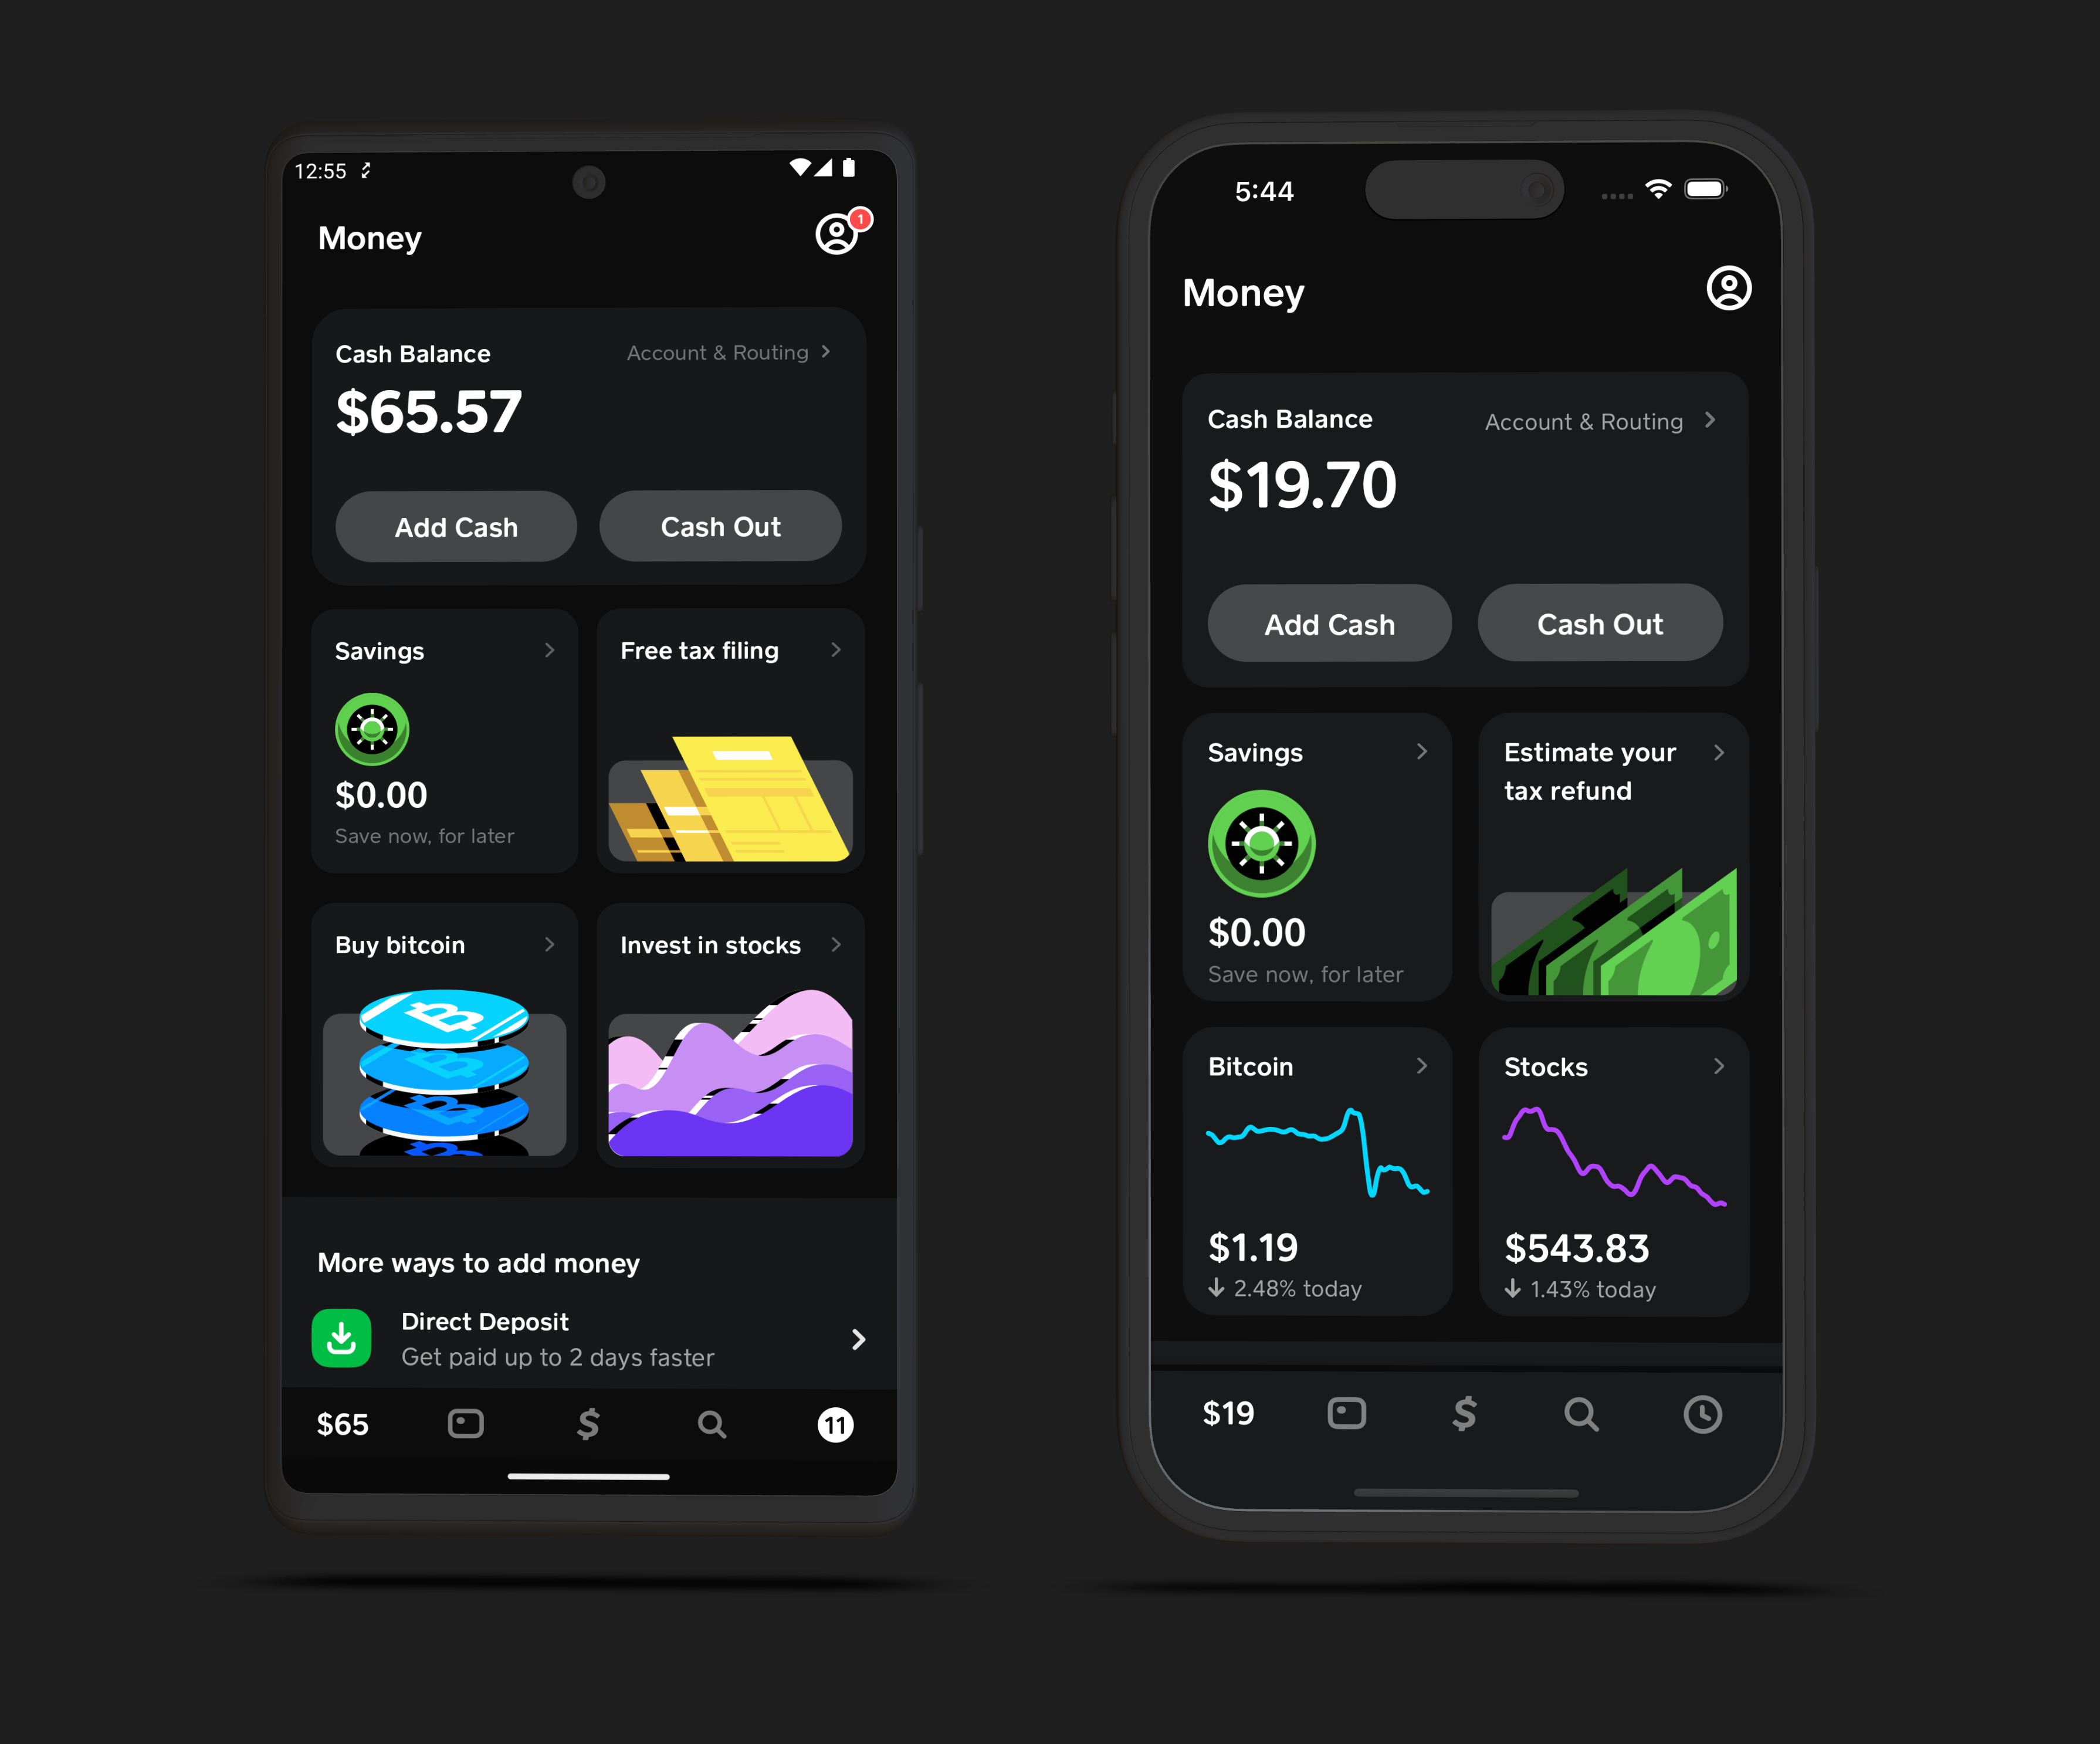 12:55
Money
1
Cash Balance
Account & Routing
$65.57
Add Cash
Cash Out
Savings
$0.00
Save now, for later
Free tax filing
Buy bitcoin
Invest in stocks
More ways to add money
Direct Deposit
Get paid up to 2 days faster
$65
$
11
5:44
Money
Cash Balance
Account & Routing
$19.70
Add Cash
Cash Out
Savings
$0.00
Save now, for later
Estimate your
tax refund
Bitcoin
$1.19
2.48% today
Stocks
$543.83
1.43% today
$19
$